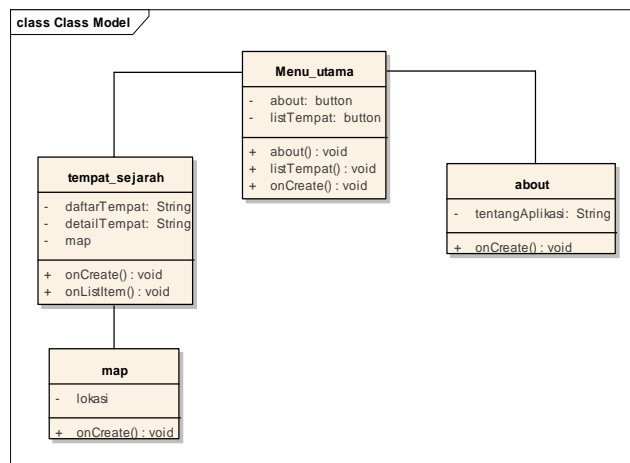 class Class Model
Menu_utama
- about: button
- listTempat: button
+ about() : void
+ listTempat() : void
+ onCreate() : void
tempat_sejarah
- daftarTempat: String
- detailTempat: String
- map
+ onCreate() : void
+ onListItem() : void
about
- tentangAplikasi: String
+ onCreate() : void
map
- lokasi
+ onCreate() : void